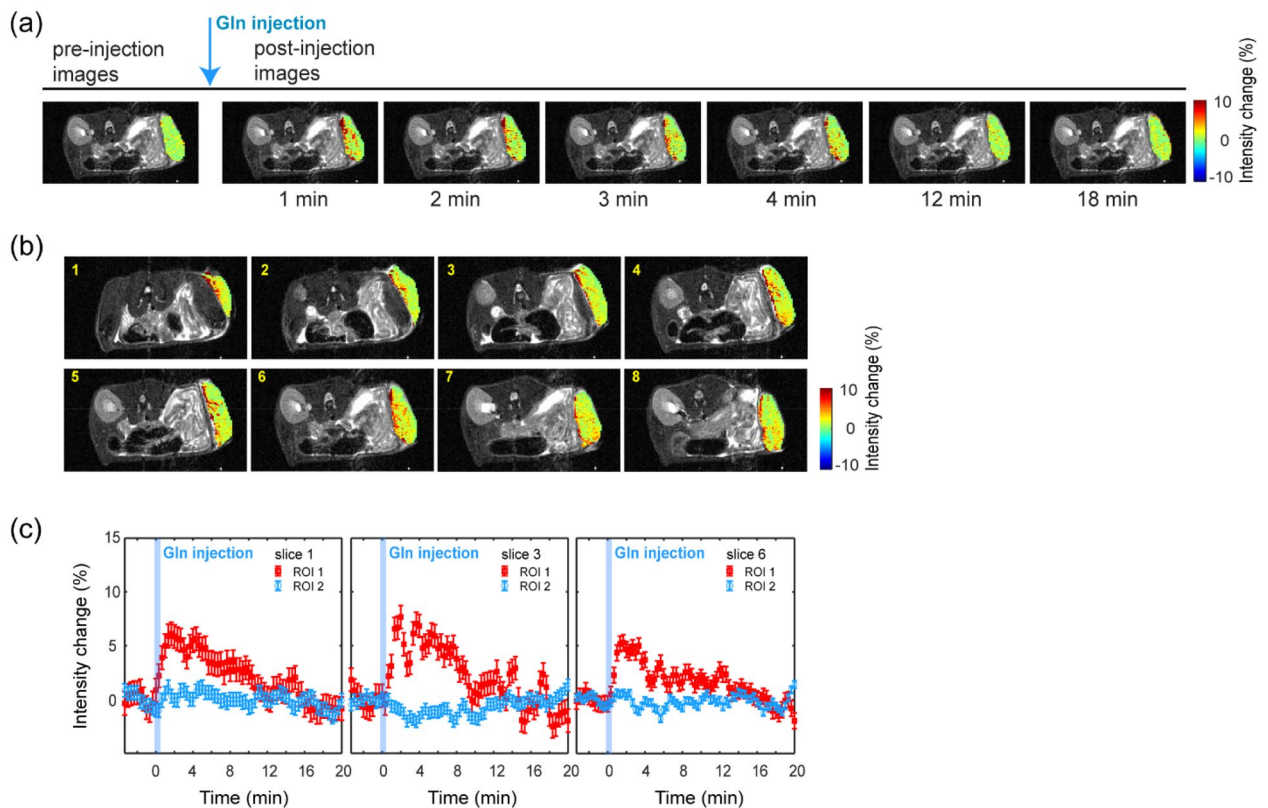 (a)
Gln injection
pre-injection
images
post-injection
images
1 min
2 min
3 min
4 min
12 min
18 min
10
0
-10
Intensity change (%)
(b)
1
2
3
4
5
6
7
8
10
0
-10
Intensity change (%)
(c)
15
10
5
0
Intensity change (%)
Gln injection
slice 1
ROI 1
ROI 2
0 4 8 12 16 20
Time (min)
Gln injection
slice 3
ROI 1
ROI 2
0 4 8 12 16 20
Time (min)
Gln injection
slice 6
ROI 1
ROI 2
0 4 8 12 16 20
Time (min)